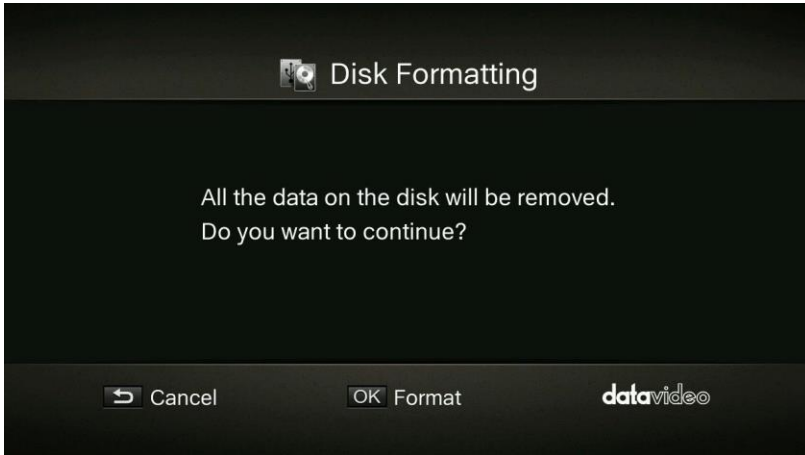 Disk Formatting
All the data on the disk will be removed.
Do you want to continue?
Cancel
OK Format
datavideo